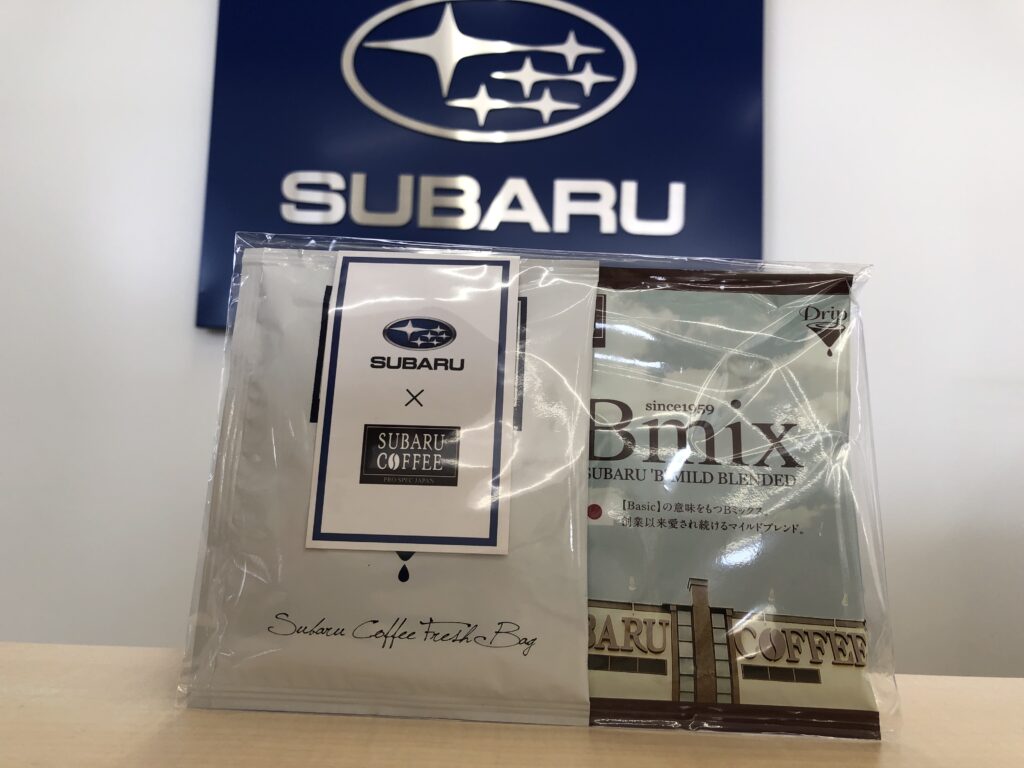 SUBARU
SUBARU
×
SUBARU
COFFEE
PRO SPEC JAPAN
Subaru Coffee Fresh Bag
Drip
since1959
Bmix
SUBARU 'B' MILD BLENDED
【Basic】の意味をもつBミックス
創業以来愛され続けるマイルドブレンド。
BARU COFFEE